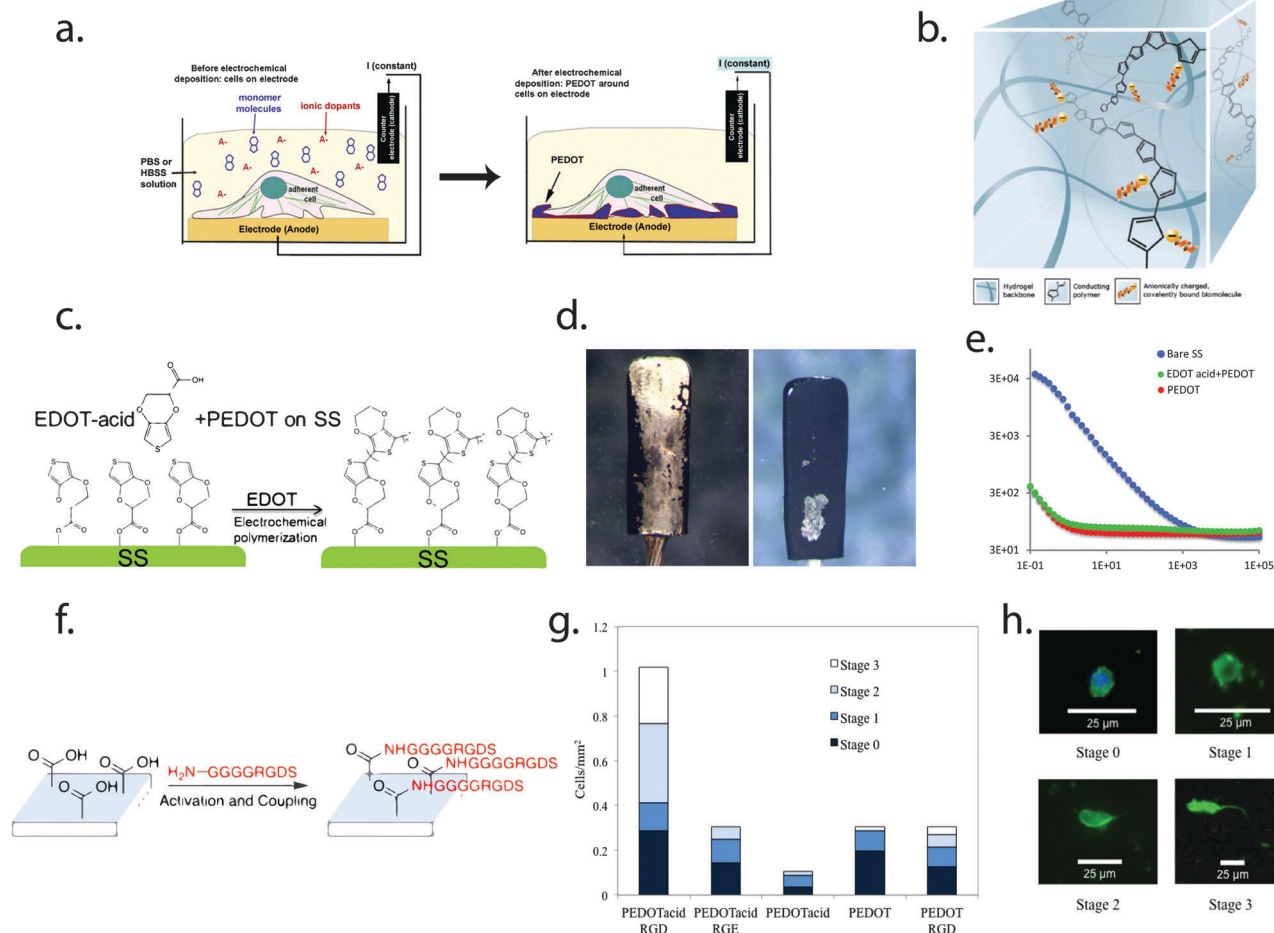 a.
Before electrochemical
deposition: cells on electrode
I (constant)
monomer
molecules
ionic dopants
A- A- A-
A- A-
A- A-
PBS or
HBSS
solution
Counter
electrode (cathode)
adherent
cell
Electrode (Anode)
After electrochemical
deposition: PEDOT around
cells on electrode
I (constant)
PEDOT
Counter
electrode (cathode)
adherent
cell
Electrode (Anode)
b.
Hydrogel
backbone
Conducting
polymer
Anionically charged,
covalently bound biomolecule
c.
O
OH
EDOT-acid
O O
S
+PEDOT on SS
EDOT
Electrochemical
polymerization
SS
SS
d.
e.
Bare SS
EDOT acid+PEDOT
PEDOT
3E+04
3E+03
3E+02
3E+01
1E-01 1E+01 1E+03 1E+05
f.
O OH
O OH
O OH
H₂N-GGGGRGDS
Activation and Coupling
O NHGGGGRGDS
O NHGGGGRGDS
O NHGGGGRGDS
g.
1.2
1
0.8
0.6
0.4
0.2
0
Cells/mm²
Stage 3
Stage 2
Stage 1
Stage 0
PEDOTacid
RGD
PEDOTacid
RGE
PEDOTacid
PEDOT
PEDOT
RGD
h.
25 µm
Stage 0
25 µm
Stage 1
25 µm
Stage 2
25 µm
Stage 3